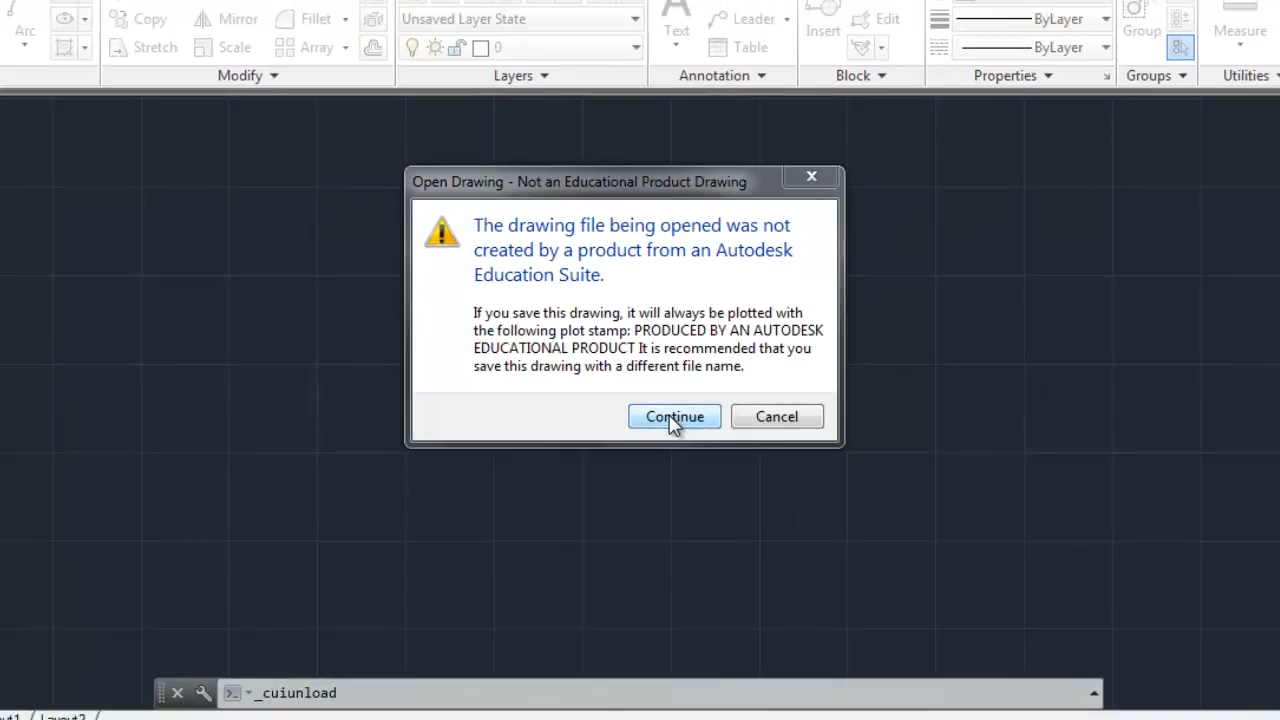 Arc Copy Mirror Fillet Unsaved Layer State Text Leader Insert Edit ByLayer Group Measure
Stretch Array 0 Table ByLayer
Modify Layers Annotation Block Properties Groups Utilities
Open Drawing - Not an Educational Product Drawing
The drawing file being opened was not
created by a product from an Autodesk
Education Suite.
If you save this drawing, it will always be plotted with
the following plot stamp: PRODUCED BY AN AUTODESK
EDUCATIONAL PRODUCT It is recommended that you
save this drawing with a different file name.
Continue Cancel
_cuiunload